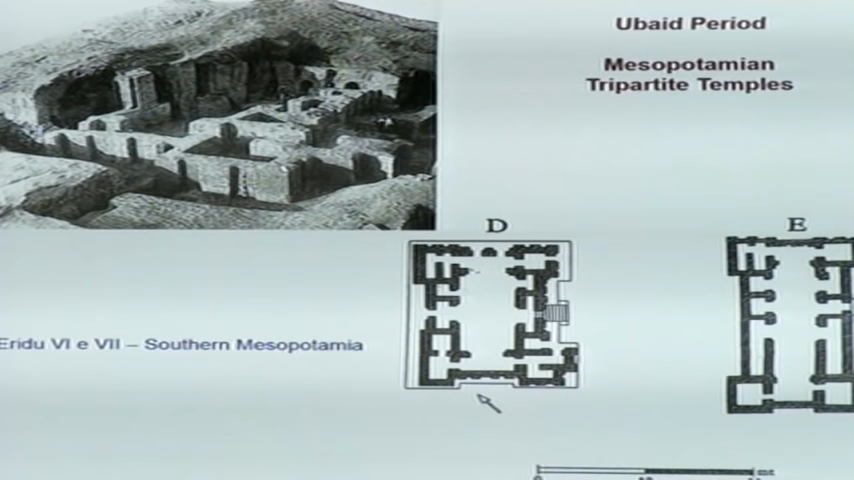 Ubaid Period
Mesopotamian
Tripartite Temples
D
E
Eridu VI e VII – Southern Mesopotamia